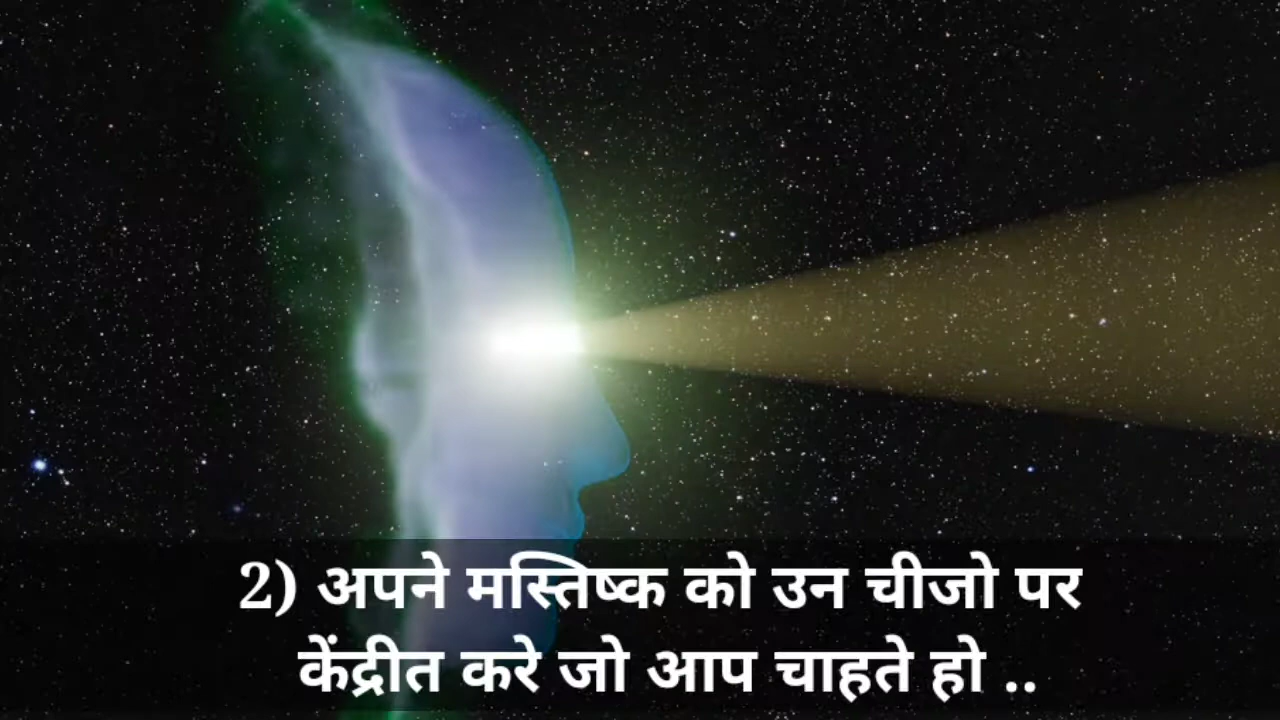 2) अपने मस्तिष्क को उन चीजो पर
केंद्रीत करे जो आप चाहते हो ..